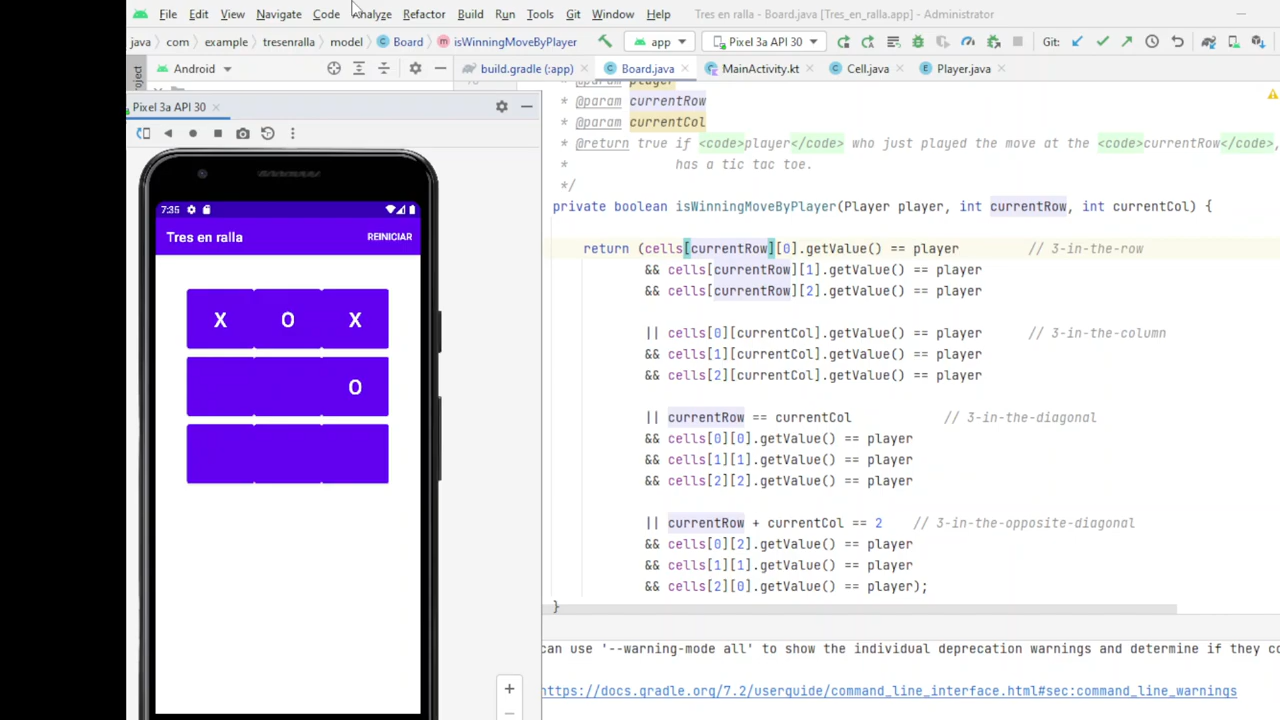 File Edit View Navigate Code Analyze Refactor Build Run Tools Git Window Help Tres en ralla - Board.java [Tres_en_ralla.app] - Administrator
java com example tresenralla model Board isWinningMoveByPlayer app Pixel 3a API 30 Git:
Android build.gradle (:app) Board.java MainActivity.kt Cell.java Player.java
Pixel 3a API 30
7:35
Tres en ralla REINICIAR
X O X
O
* @param player
* @param currentRow
* @param currentCol
* @return true if <code>player</code> who just played the move at the <code>currentRow</code>,
* has a tic tac toe.
*/
private boolean isWinningMoveByPlayer(Player player, int currentRow, int currentCol) {
return (cells[currentRow][0].getValue() == player // 3-in-the-row
&& cells[currentRow][1].getValue() == player
&& cells[currentRow][2].getValue() == player
|| cells[0][currentCol].getValue() == player // 3-in-the-column
&& cells[1][currentCol].getValue() == player
&& cells[2][currentCol].getValue() == player
|| currentRow == currentCol // 3-in-the-diagonal
&& cells[0][0].getValue() == player
&& cells[1][1].getValue() == player
&& cells[2][2].getValue() == player
|| currentRow + currentCol == 2 // 3-in-the-opposite-diagonal
&& cells[0][2].getValue() == player
&& cells[1][1].getValue() == player
&& cells[2][0].getValue() == player);
}
can use '--warning-mode all' to show the individual deprecation warnings and determine if they co
https://docs.gradle.org/7.2/userguide/command_line_interface.html#sec:command_line_warnings